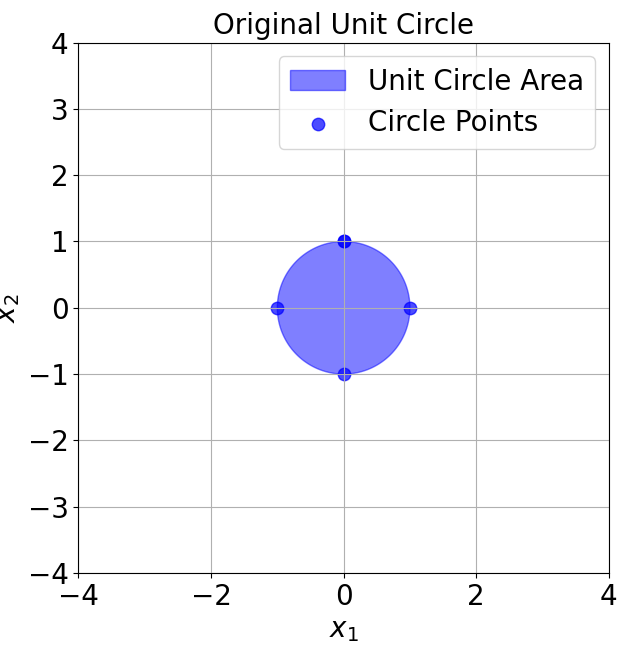 Original Unit Circle
Unit Circle Area
Circle Points
4
3
2
1
0
−1
−2
−3
−4
x₂
−4 −2 0 2 4
x₁